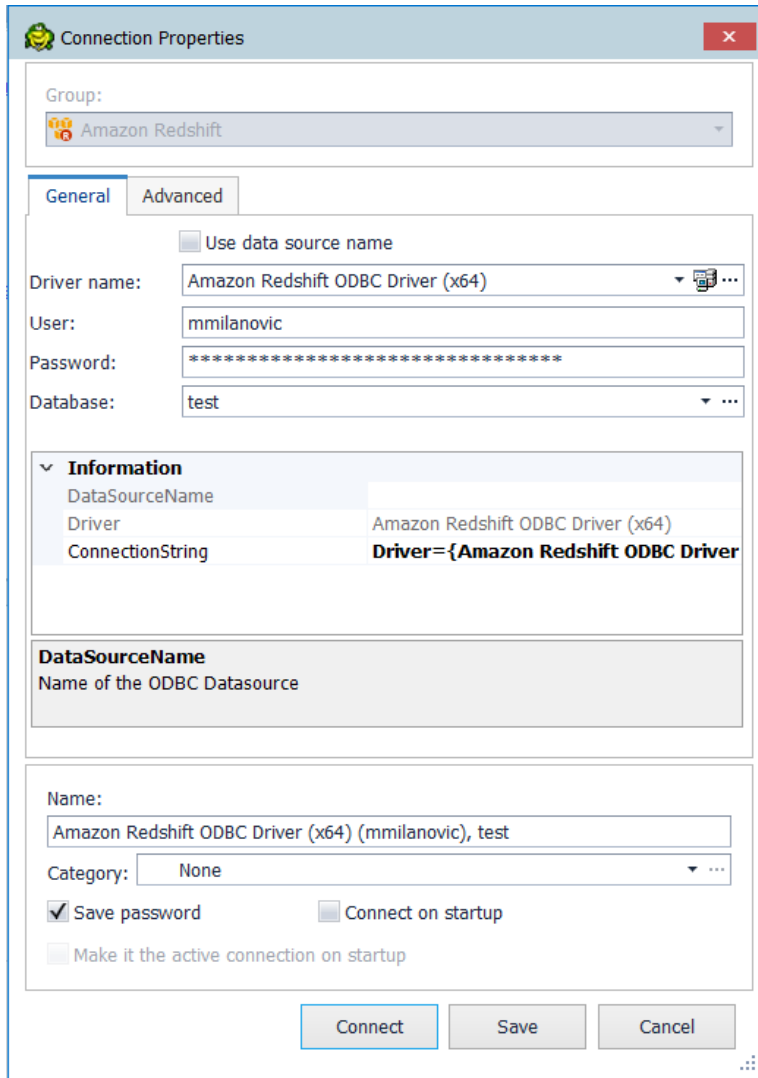 Connection Properties
Group:
Amazon Redshift
General Advanced
Use data source name
Driver name: Amazon Redshift ODBC Driver (x64)
User: mmilanovic
Password: ********************************
Database: test
Information
DataSourceName
Driver Amazon Redshift ODBC Driver (x64)
ConnectionString Driver={Amazon Redshift ODBC Driver
DataSourceName
Name of the ODBC Datasource
Name:
Amazon Redshift ODBC Driver (x64) (mmilanovic), test
Category: None
Save password Connect on startup
Make it the active connection on startup
Connect Save Cancel